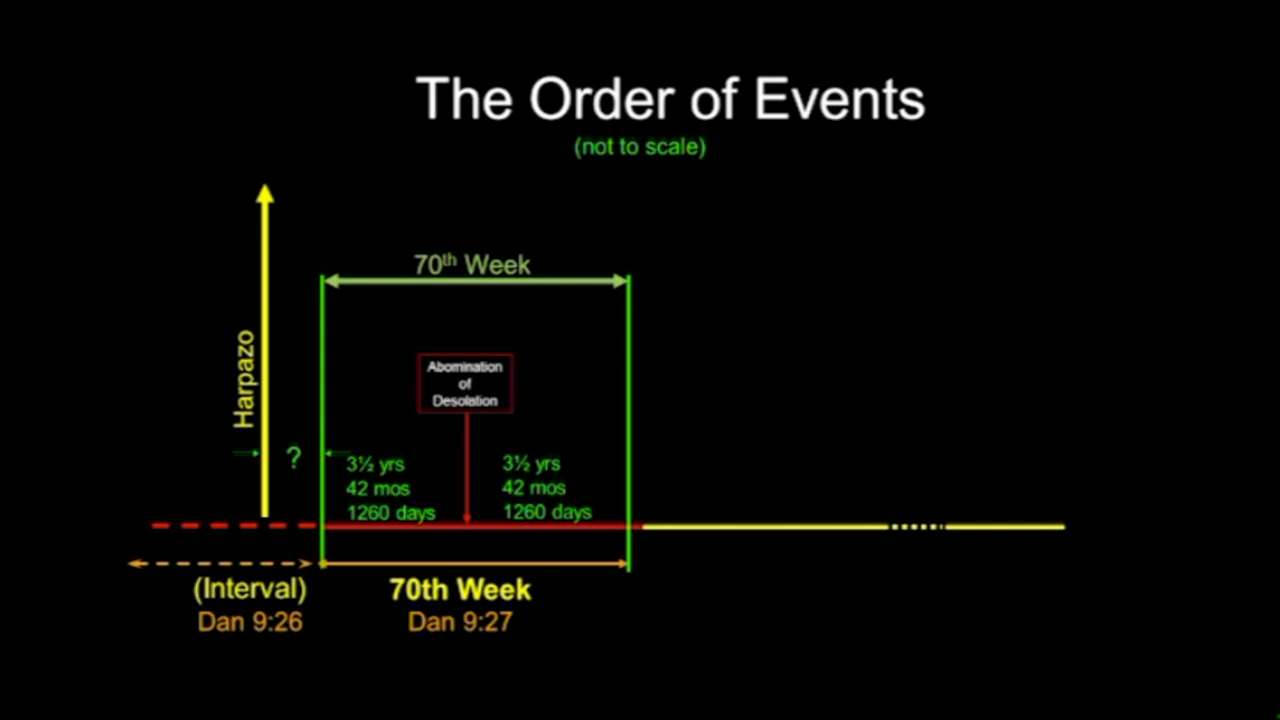 The Order of Events
(not to scale)
70th Week
Harpazo
Abomination
of
Desolation
?
3½ yrs
42 mos
1260 days
3½ yrs
42 mos
1260 days
(Interval)
Dan 9:26
70th Week
Dan 9:27